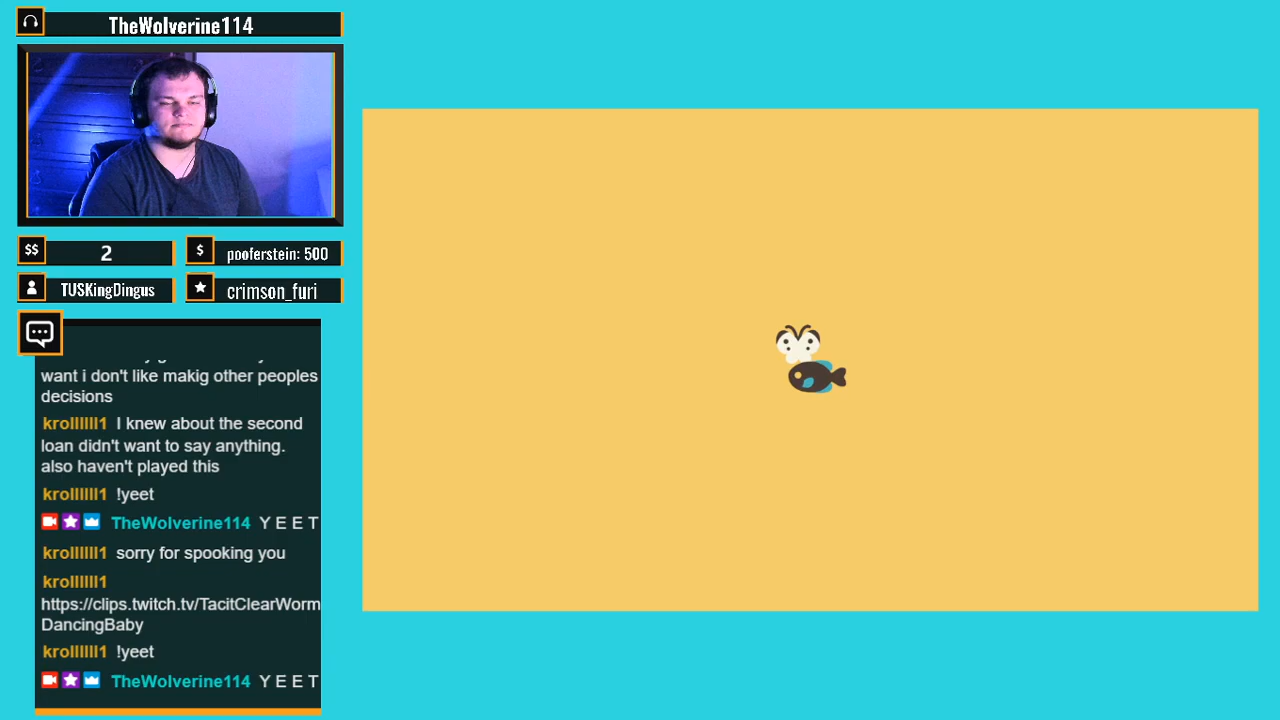 TheWolverine114
$$
2
$
pooferstein: 500
TUSKingDingus
crimson_furi
want i don't like makig other peoples
decisions
krollllll1 I knew about the second
loan didn't want to say anything.
also haven't played this
krollllll1 !yeet
TheWolverine114 Y E E T
krollllll1 sorry for spooking you
krollllll1
https://clips.twitch.tv/TacitClearWorm
DancingBaby
krollllll1 !yeet
TheWolverine114 Y E E T